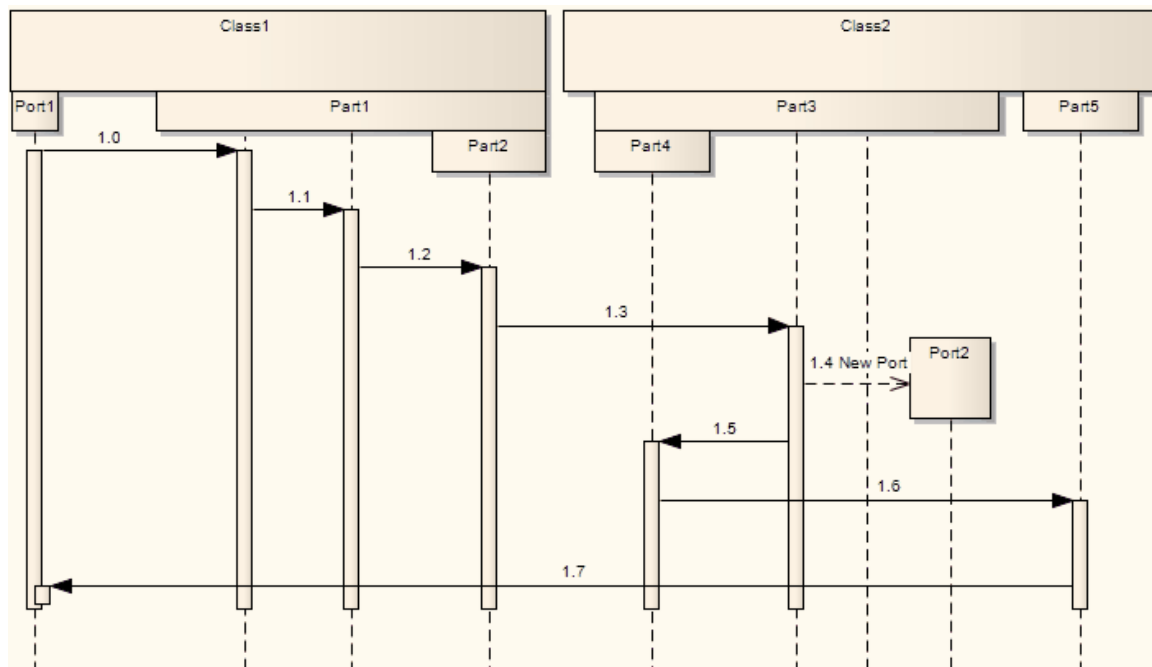 Class1
Class2
Port1
Part1
Part3
Part5
Part2
Part4
1.0
1.1
1.2
1.3
1.4 New Port
Port2
1.5
1.6
1.7